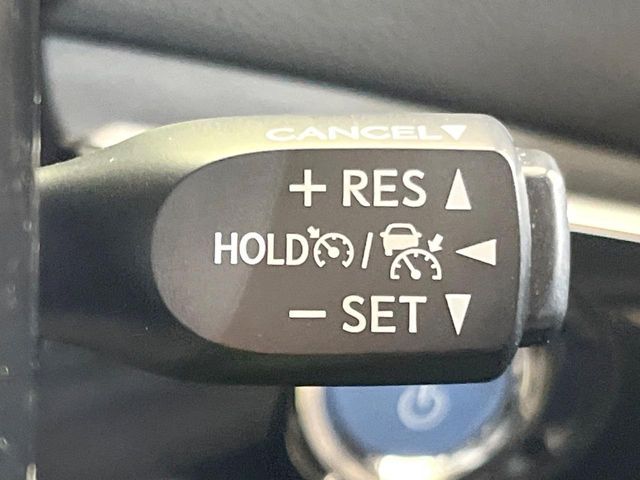 CANCEL▼
+ RES ▲
HOLD / ◀
− SET ▼